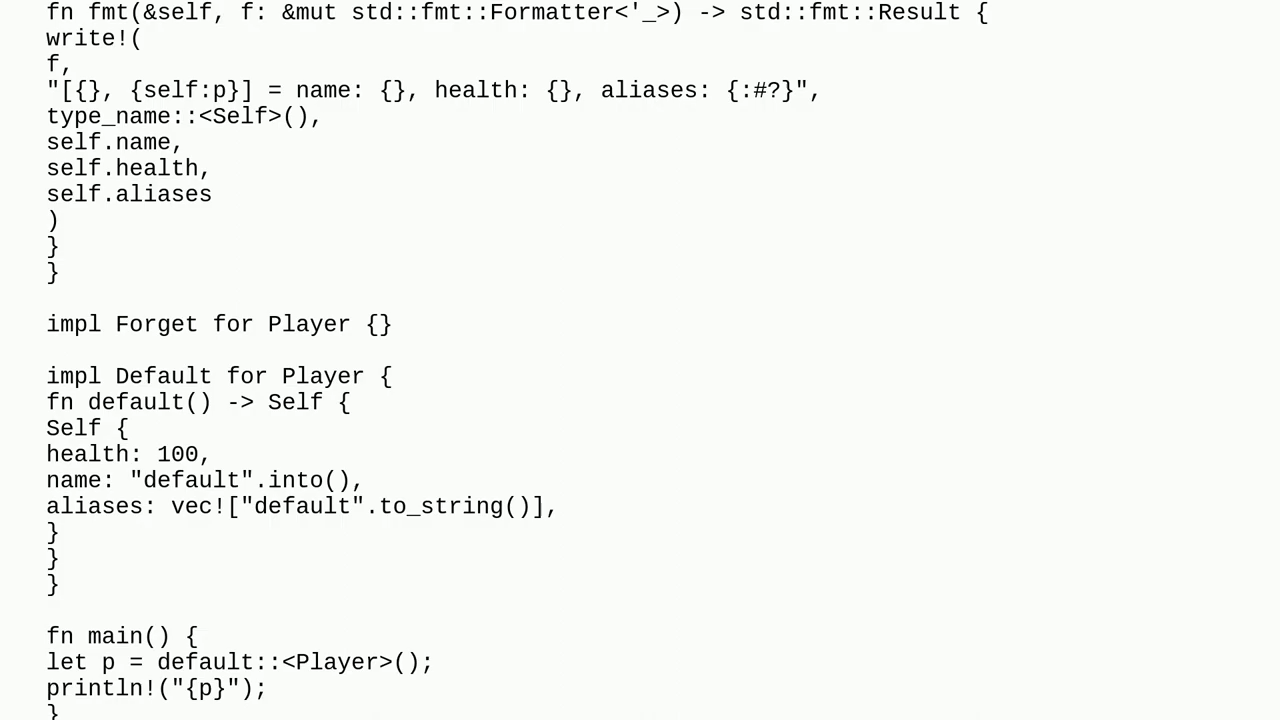 fn fmt(&self, f: &mut std::fmt::Formatter<'_>) -> std::fmt::Result {
write!(
f,
"[{}, {self:p}] = name: {}, health: {}, aliases: {:#?}",
type_name::<Self>(),
self.name,
self.health,
self.aliases
)
}
}
impl Forget for Player {}
impl Default for Player {
fn default() -> Self {
Self {
health: 100,
name: "default".into(),
aliases: vec!["default".to_string()],
}
}
}
fn main() {
let p = default::<Player>();
println!("{p}");
}